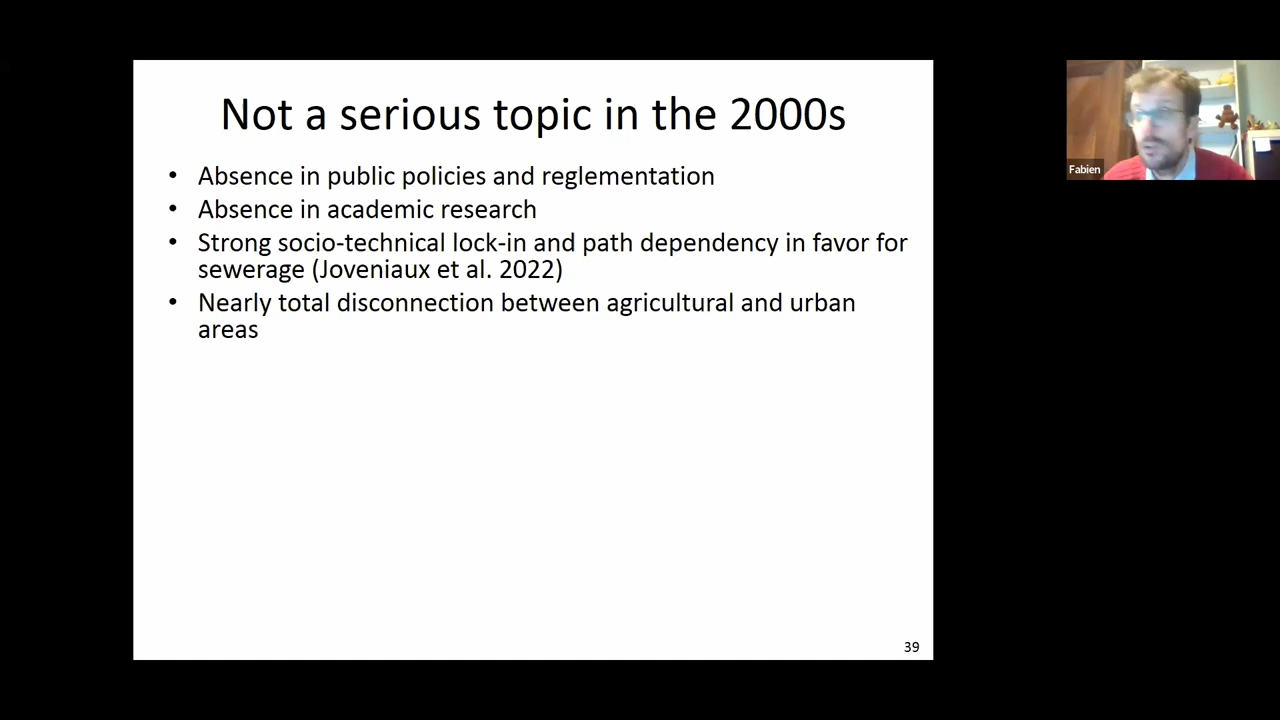 Not a serious topic in the 2000s
• Absence in public policies and reglementation
• Absence in academic research
• Strong socio-technical lock-in and path dependency in favor for
sewerage (Joveniaux et al. 2022)
• Nearly total disconnection between agricultural and urban
areas
39
Fabien